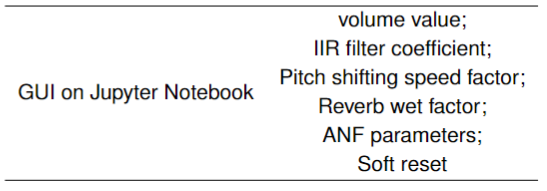 volume value;
IIR filter coefficient;
GUI on Jupyter Notebook
Pitch shifting speed factor;
Reverb wet factor;
ANF parameters;
Soft reset